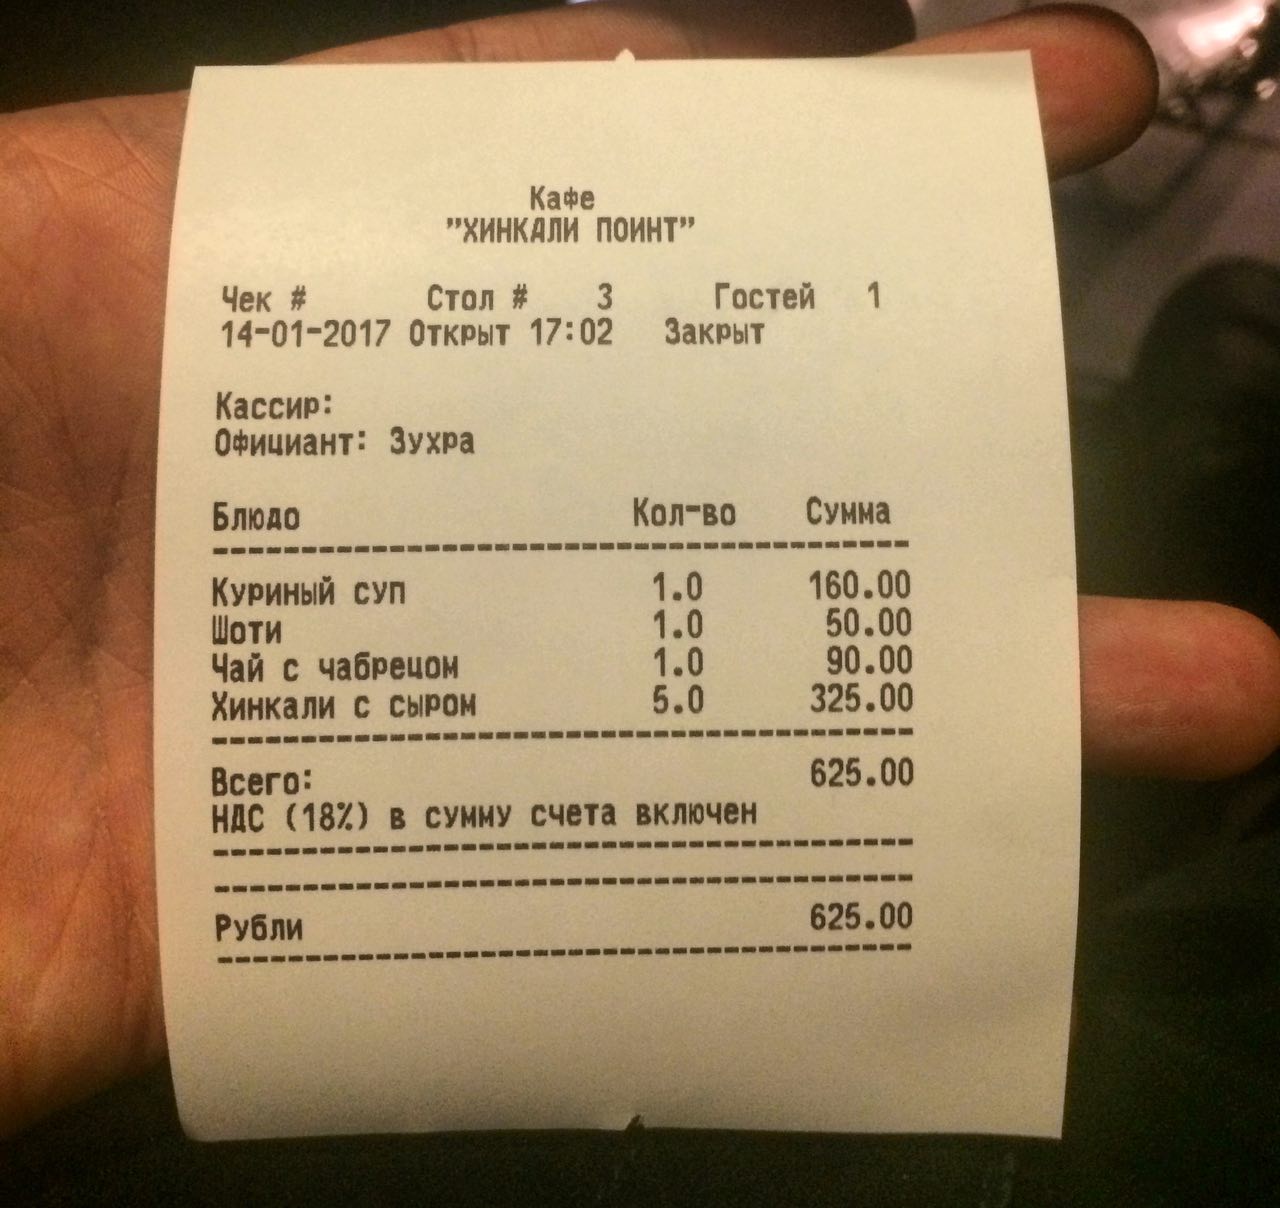 Кафе
"ХИНКАЛИ ПОИНТ"
Чек # Стол # 3 Гостей 1
14-01-2017 Открыт 17:02 Закрыт
Кассир:
Официант: Зухра
Блюдо Кол-во Сумма
Куриный суп 1.0 160.00
Шоти 1.0 50.00
Чай с чабрецом 1.0 90.00
Хинкали с сыром 5.0 325.00
Всего: 625.00
НДС (18%) в сумму счета включен
Рубли 625.00